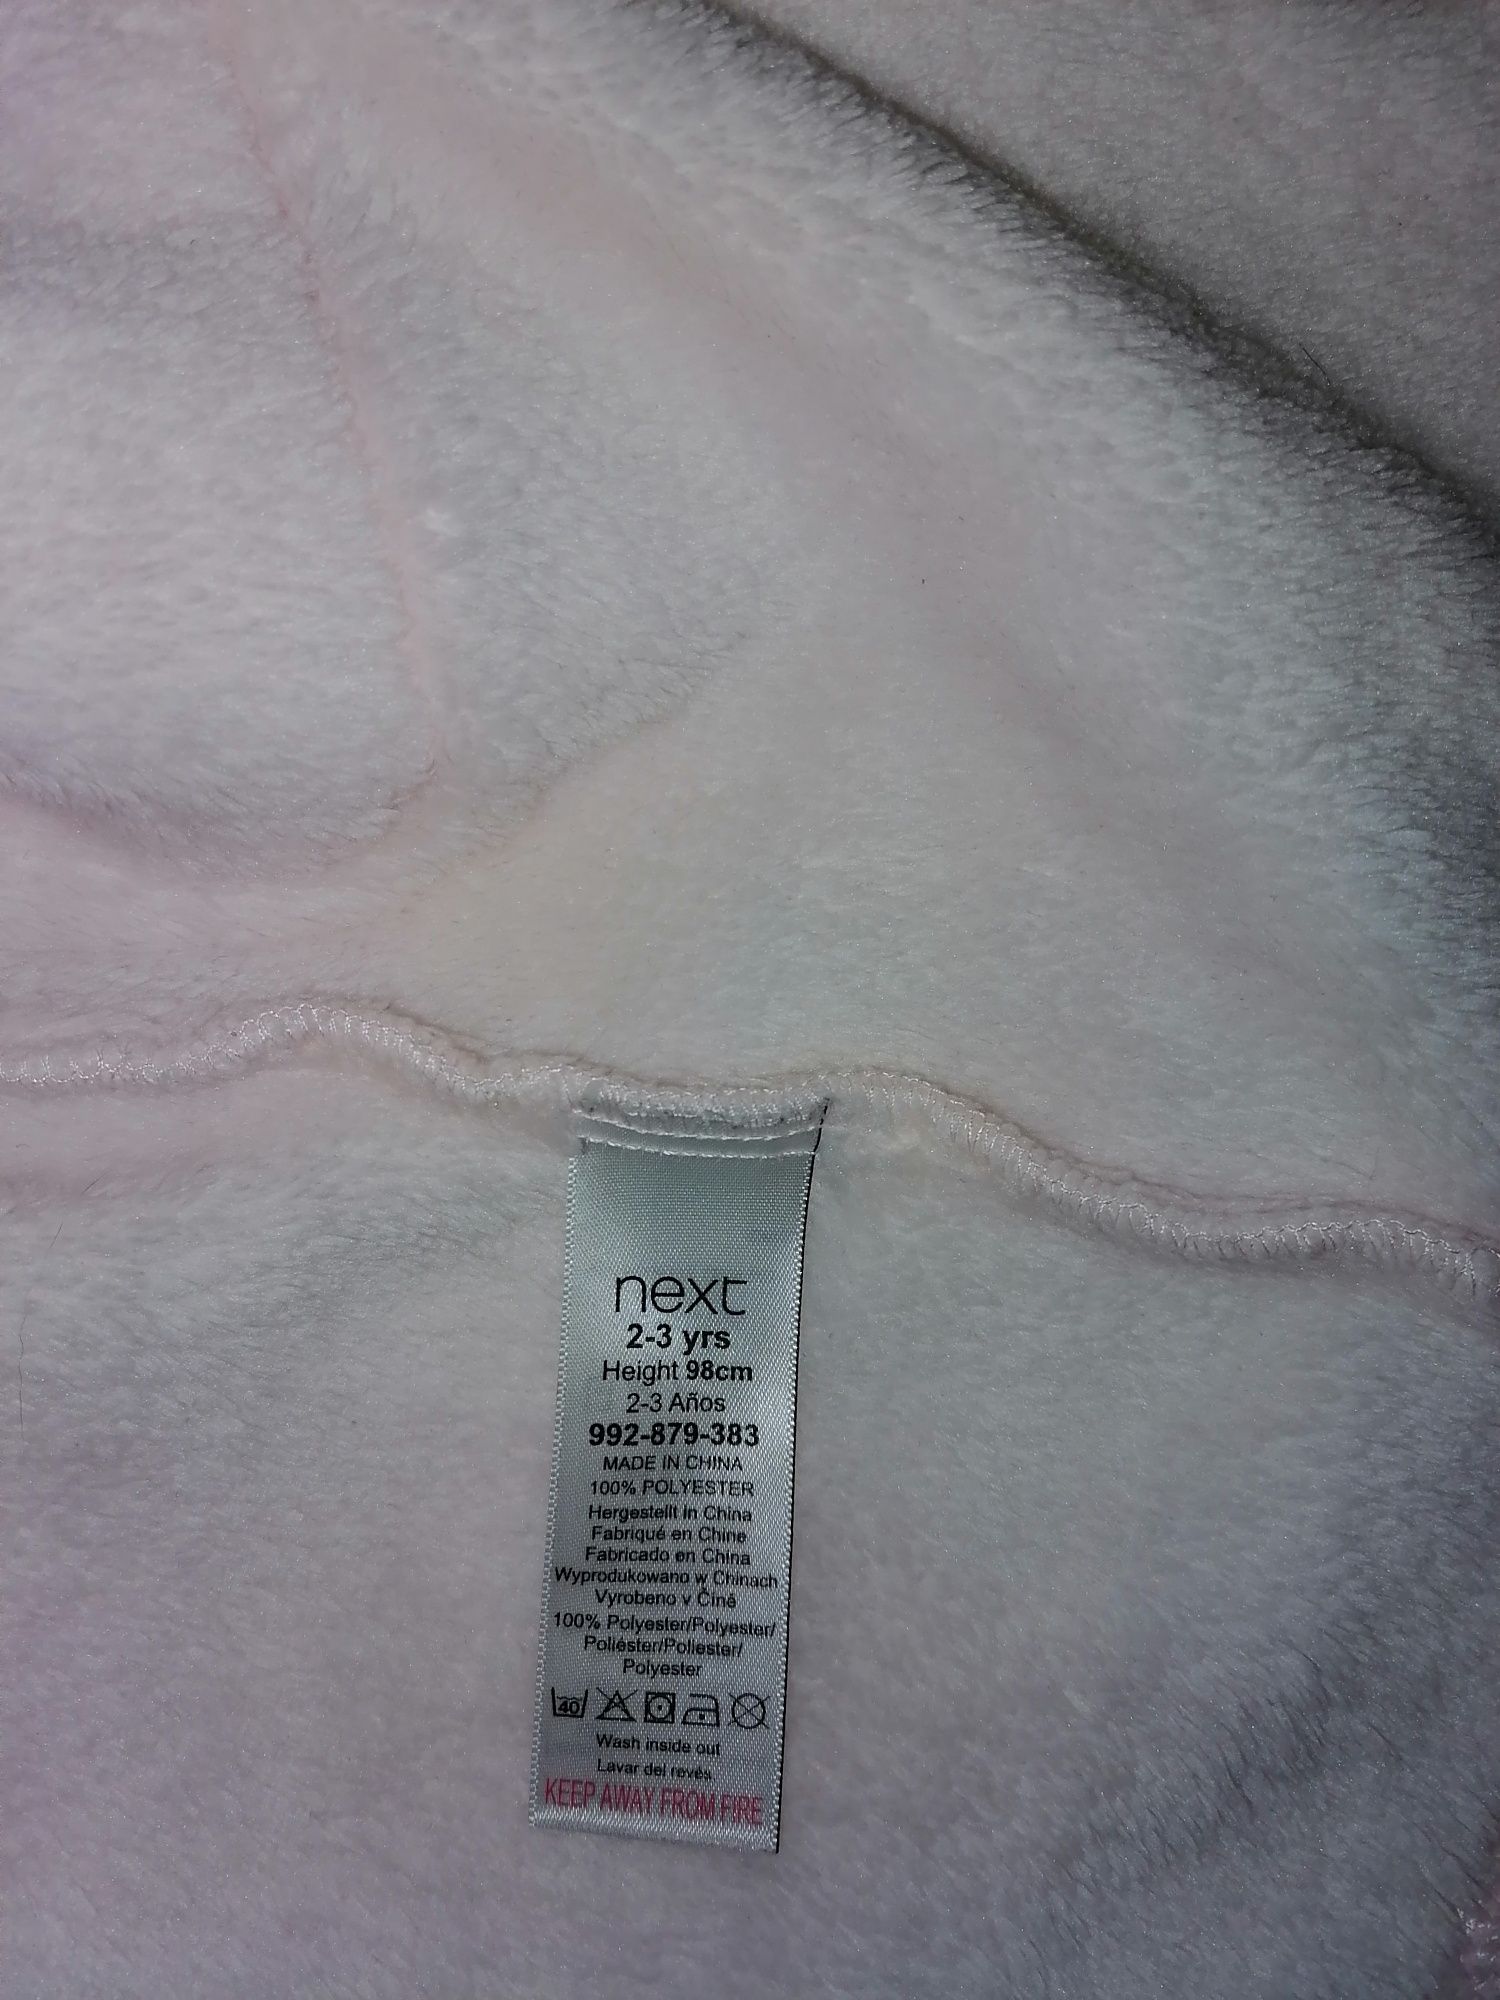 next
2-3 yrs
Height 98cm
2-3 Años
992-879-383
MADE IN CHINA
100% POLYESTER
Hergestellt in China
Fabriqué en Chine
Fabricado en China
Wyprodukowano w Chinach
Vyrobeno v Číně
100% Polyester/Polyester/
Poliester/Poliester/
Polyester
40
Wash inside out
Lavar del revés
KEEP AWAY FROM FIRE